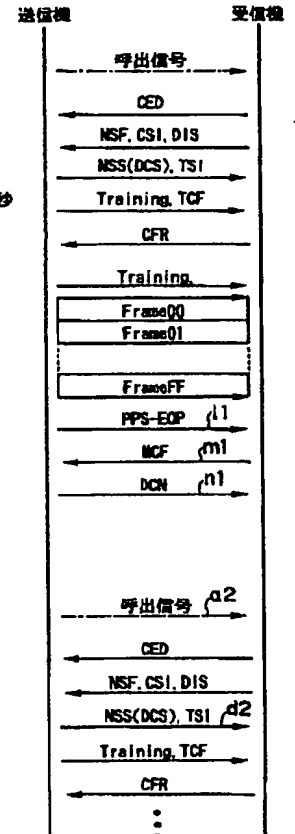 送信機 受信機
呼出信号
CED
NSF, CSI, DIS
NSS(DCS), TSI
秒
Training, TCF
CFR
Training,
Frame00
Frame01
FrameFF
PPS-EOP l1
MCF m1
DCN n1
呼出信号 a2
CED
NSF, CSI, DIS
NSS(DCS), TSI d2
Training, TCF
CFR